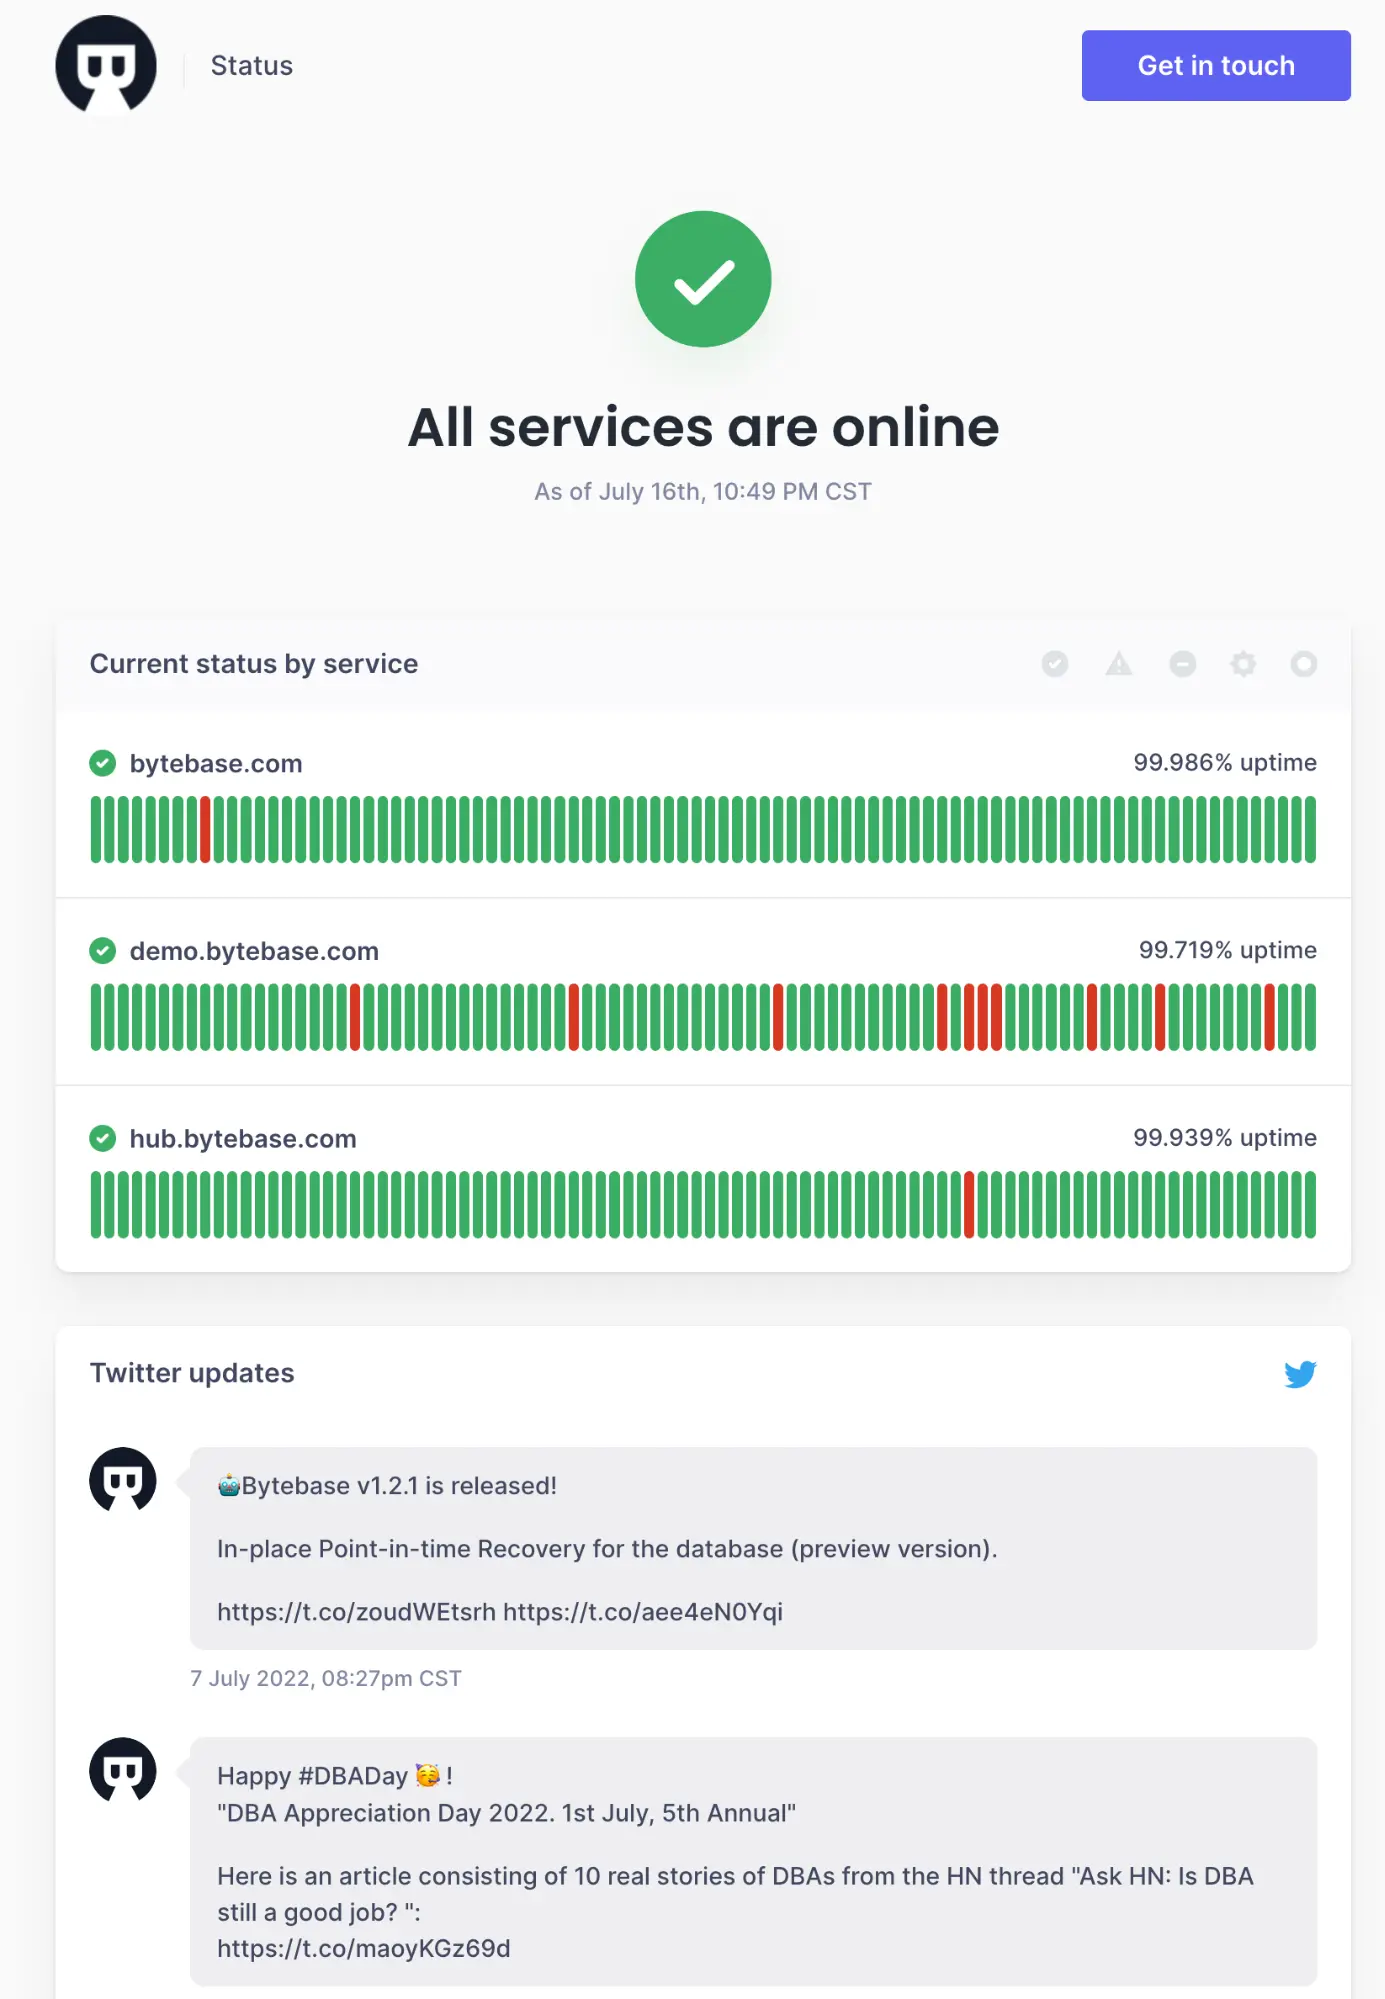 Status
Get in touch
All services are online
As of July 16th, 10:49 PM CST
Current status by service
bytebase.com
99.986% uptime
demo.bytebase.com
99.719% uptime
hub.bytebase.com
99.939% uptime
Twitter updates
🤖Bytebase v1.2.1 is released!
In-place Point-in-time Recovery for the database (preview version).
https://t.co/zoudWEtsrh https://t.co/aee4eN0Yqi
7 July 2022, 08:27pm CST
Happy #DBADay 🥳 !
"DBA Appreciation Day 2022. 1st July, 5th Annual"
Here is an article consisting of 10 real stories of DBAs from the HN thread "Ask HN: Is DBA
still a good job? ":
https://t.co/maoyKGz69d